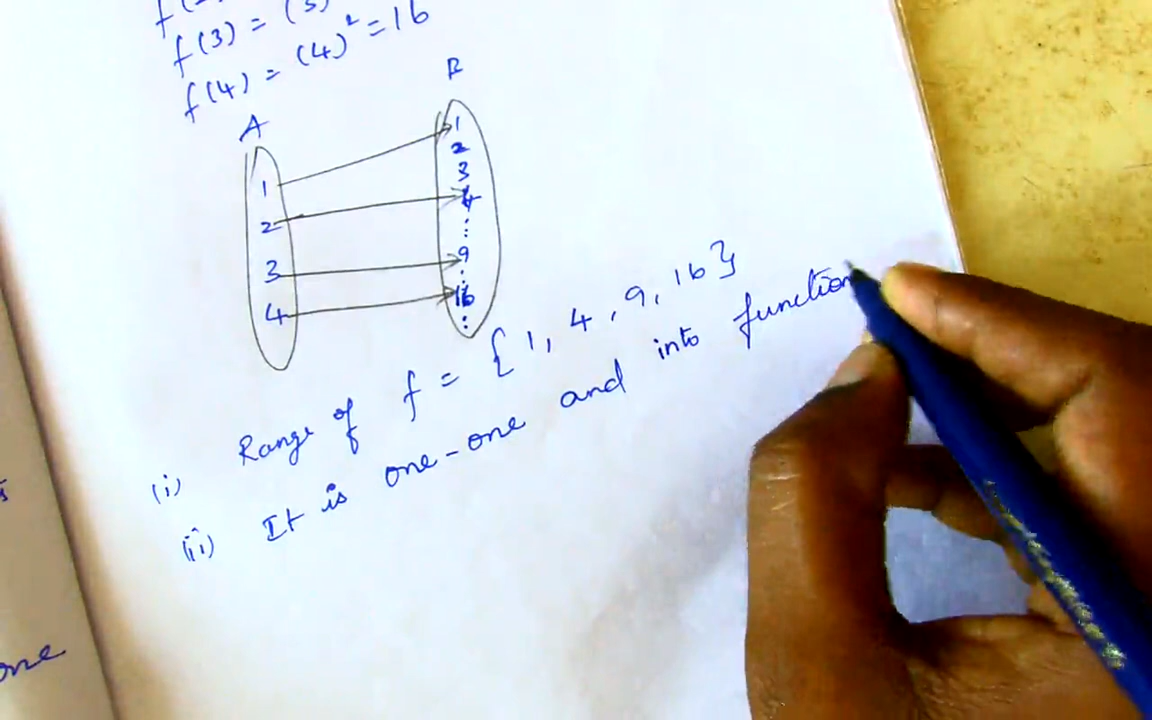 f(3) = (3)
f(4) = (4)² = 16
A
1
2
3
4
1
2
3
4
⋮
9
⋮
16
⋮
(i) Range of f = { 1, 4, 9, 16 }
(ii) It is one-one and into function
one